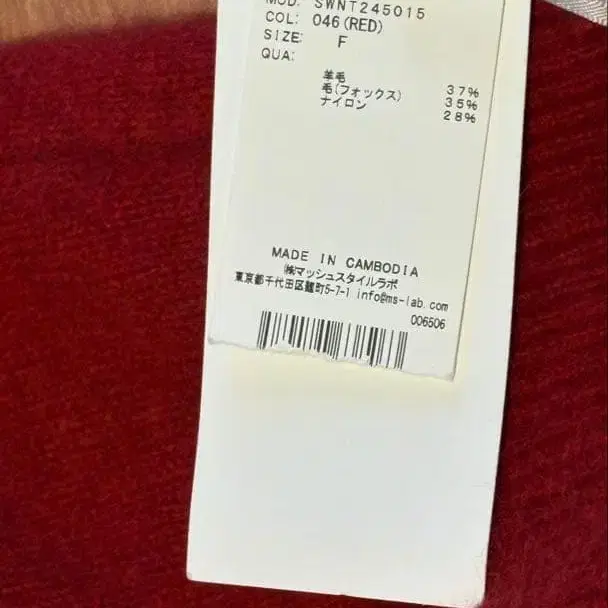 MOD: SWNT245015
COL: 046(RED)
SIZE: F
QUA:
羊毛 37%
毛(フォックス) 35%
ナイロン 28%
MADE IN CAMBODIA
㈱マッシュスタイルラボ
東京都千代田区麹町5-7-1 info@ms-lab.com
006506